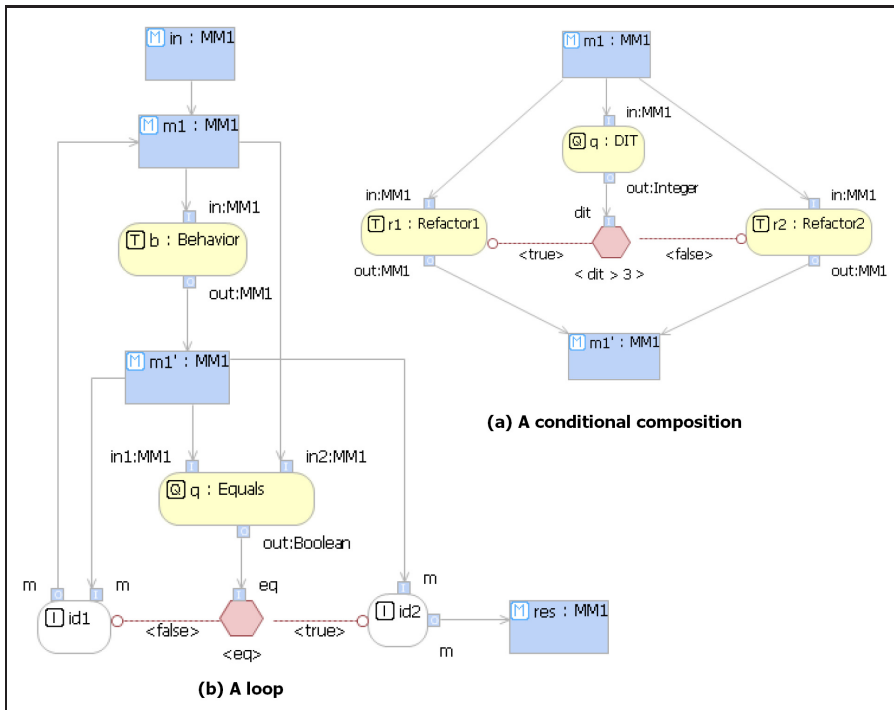 M in : MM1
M m1 : MM1
in:MM1
T b : Behavior
out:MM1
M m1' : MM1
in1:MM1
in2:MM1
Q q : Equals
out:Boolean
m
m
eq
m
I id1
<false>
<eq>
<true>
I id2
m
M res : MM1
(b) A loop
M m1 : MM1
in:MM1
Q q : DIT
out:Integer
in:MM1
dit
in:MM1
T r1 : Refactor1
T r2 : Refactor2
<true>
<false>
out:MM1
< dit > 3 >
out:MM1
M m1' : MM1
(a) A conditional composition